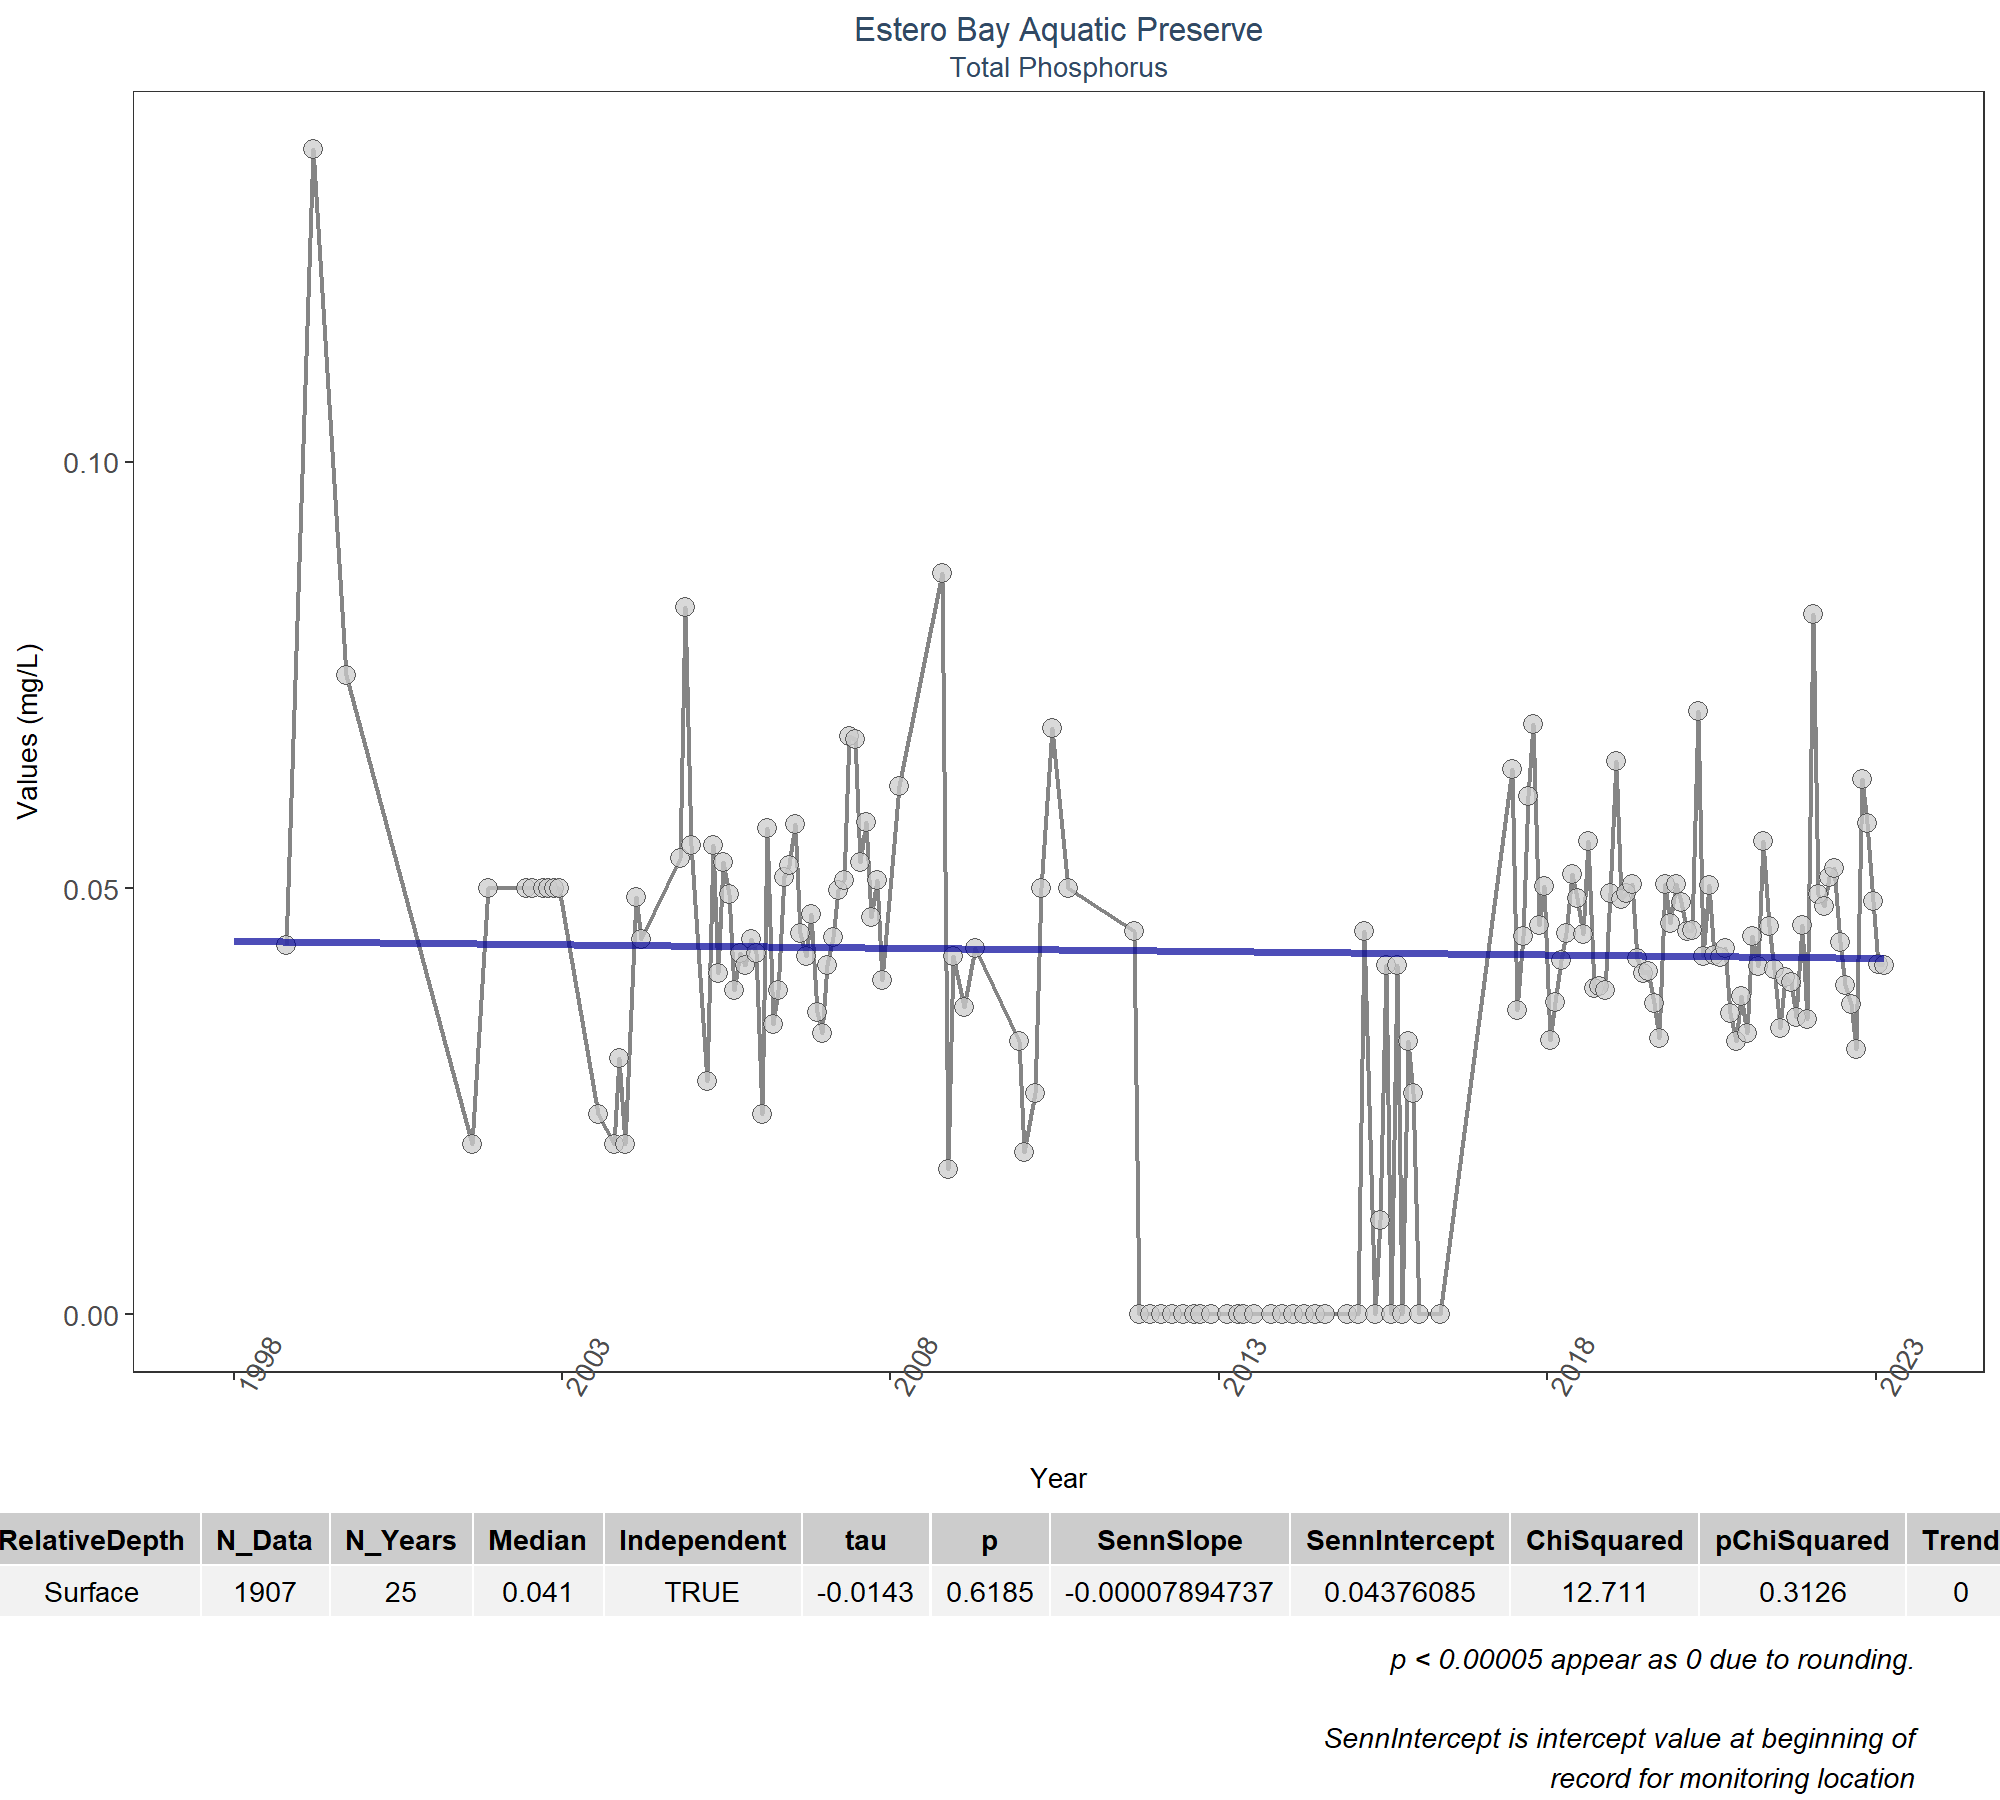 Estero Bay Aquatic Preserve
Total Phosphorus
Values (mg/L)
0.10
0.05
0.00
1998 2003 2008 2013 2018 2023
Year
RelativeDepth N_Data N_Years Median Independent tau p SennSlope SennIntercept ChiSquared pChiSquared Trend
Surface 1907 25 0.041 TRUE -0.0143 0.6185 -0.00007894737 0.04376085 12.711 0.3126 0
p < 0.00005 appear as 0 due to rounding.
SennIntercept is intercept value at beginning of
record for monitoring location